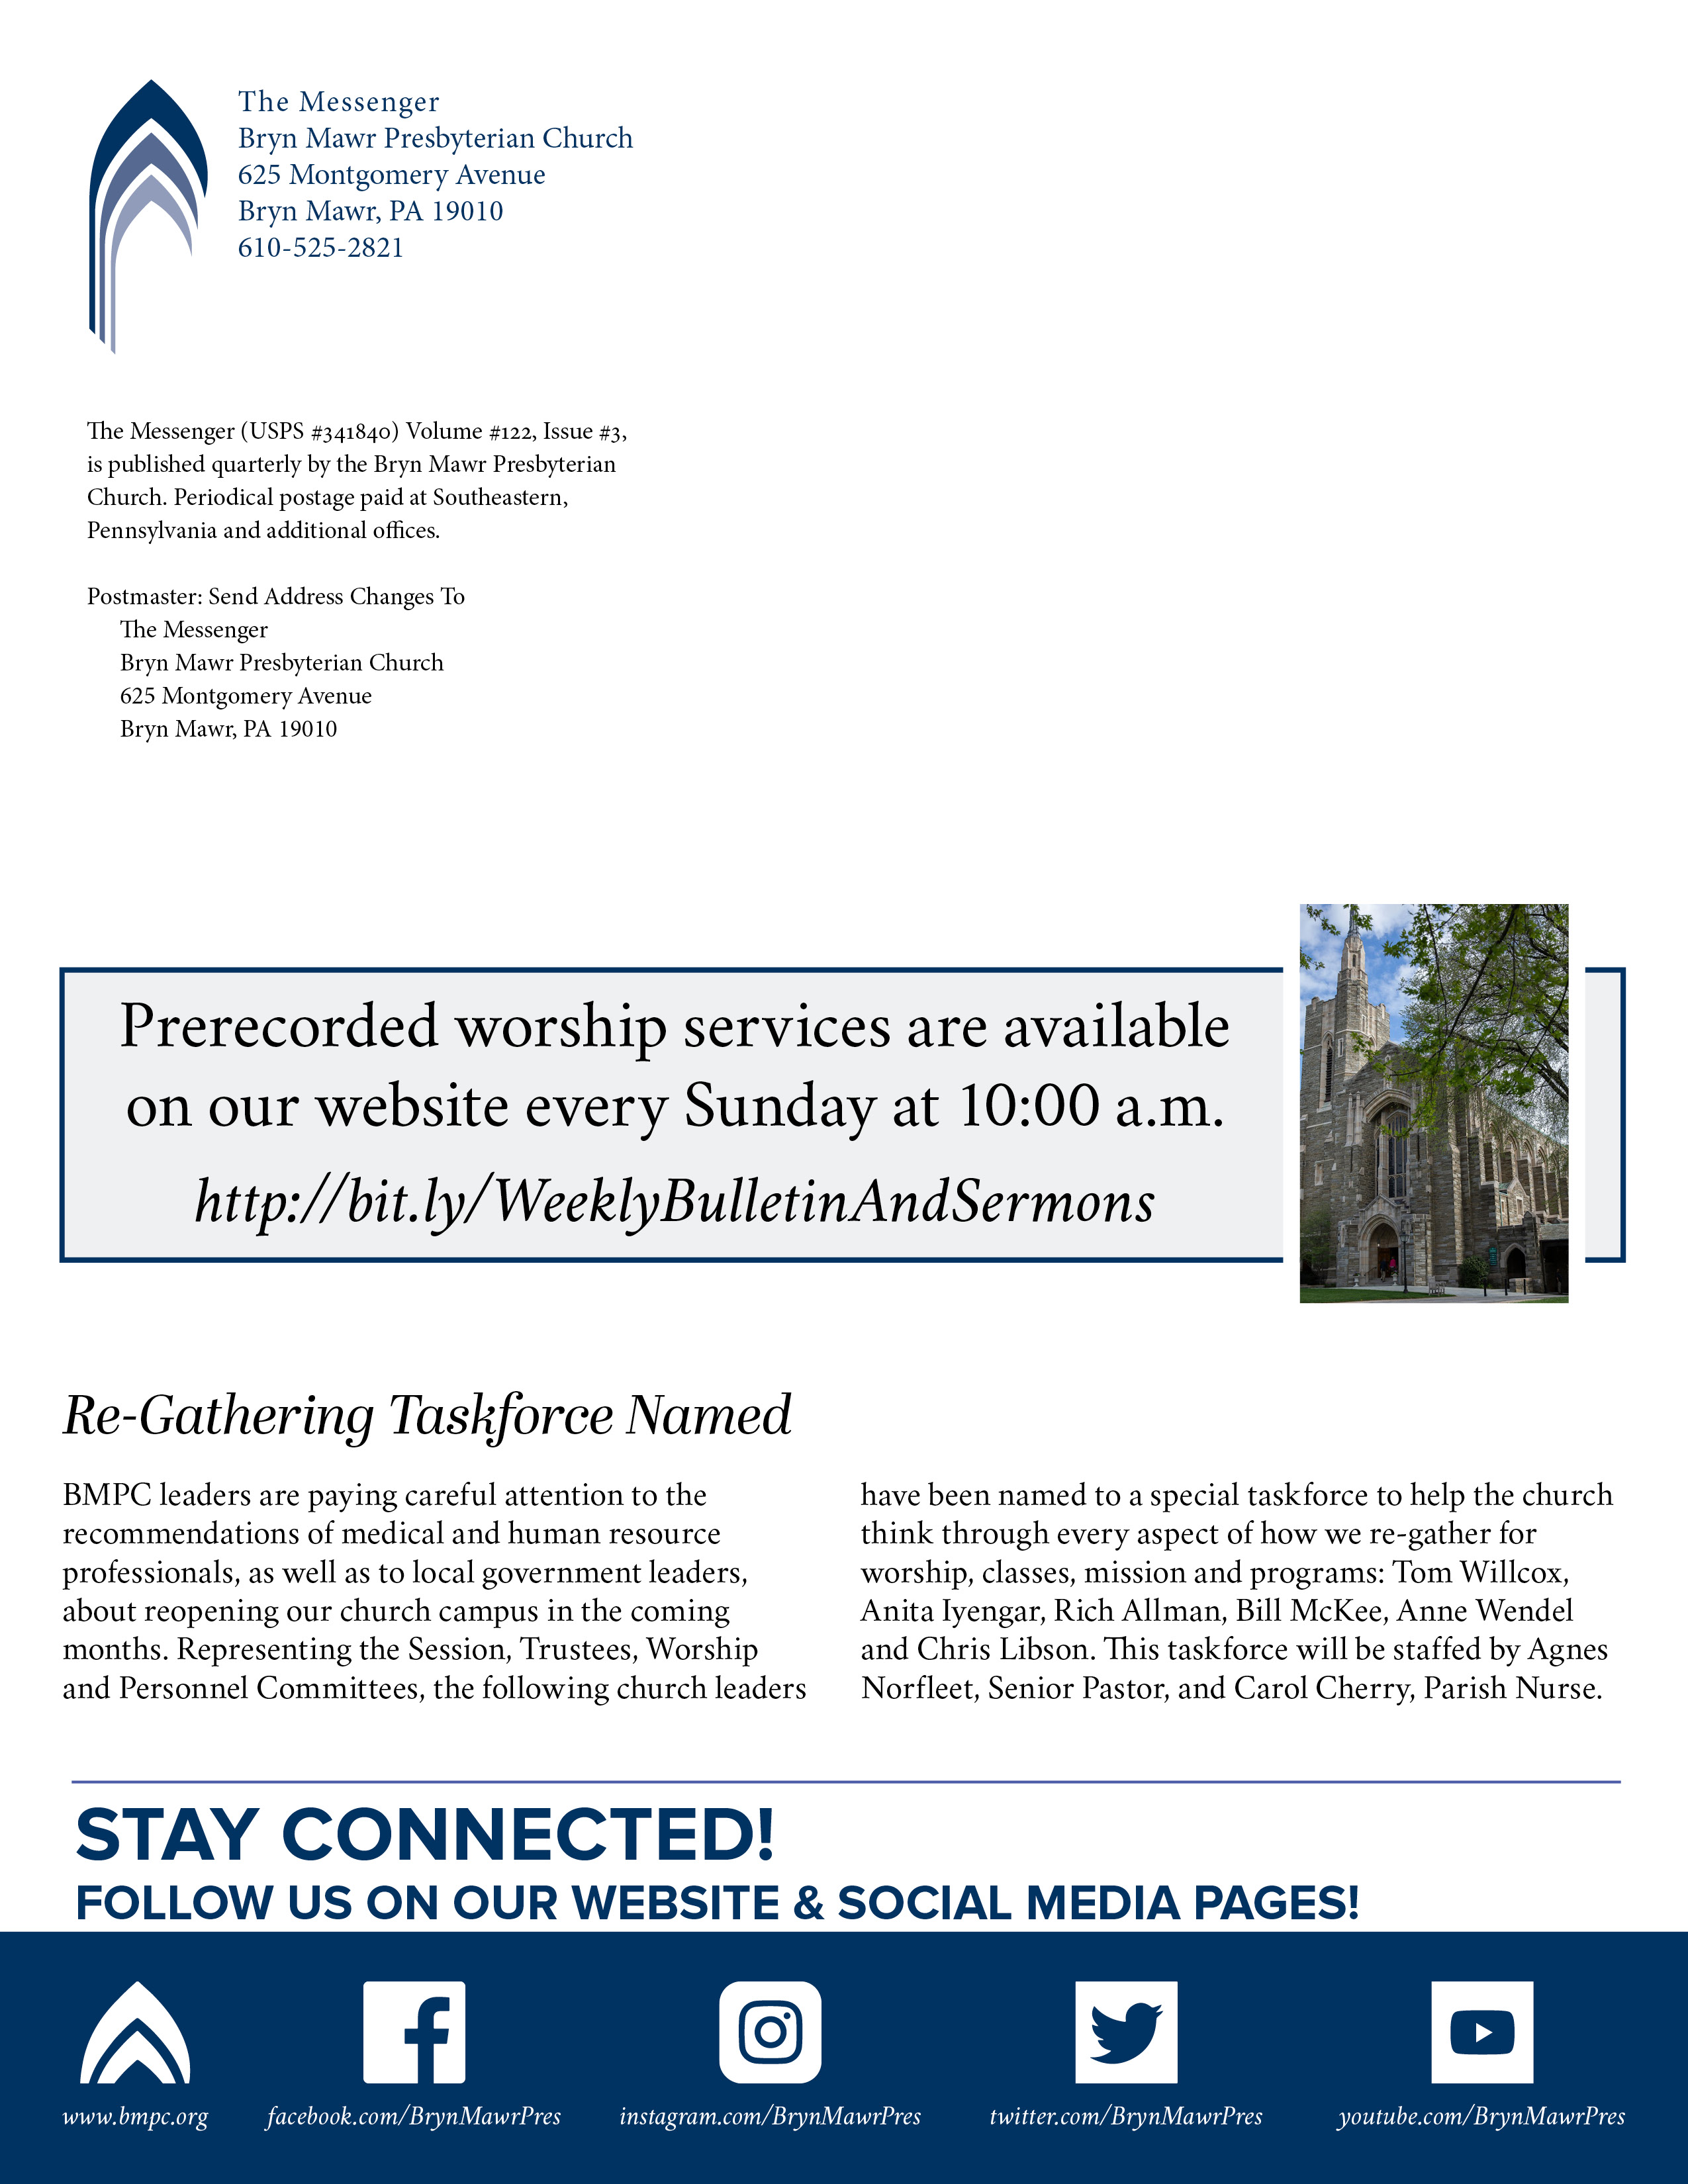 The Messenger
Bryn Mawr Presbyterian Church
625 Montgomery Avenue
Bryn Mawr, PA 19010
610-525-2821
The Messenger (USPS #341840) Volume #122, Issue #3,
is published quarterly by the Bryn Mawr Presbyterian
Church. Periodical postage paid at Southeastern,
Pennsylvania and additional offices.
Postmaster: Send Address Changes To
The Messenger
Bryn Mawr Presbyterian Church
625 Montgomery Avenue
Bryn Mawr, PA 19010
Prerecorded worship services are available
on our website every Sunday at 10:00 a.m.
http://bit.ly/WeeklyBulletinAndSermons
Re-Gathering Taskforce Named
BMPC leaders are paying careful attention to the
recommendations of medical and human resource
professionals, as well as to local government leaders,
about reopening our church campus in the coming
months. Representing the Session, Trustees, Worship
and Personnel Committees, the following church leaders
have been named to a special taskforce to help the church
think through every aspect of how we re-gather for
worship, classes, mission and programs: Tom Willcox,
Anita Iyengar, Rich Allman, Bill McKee, Anne Wendel
and Chris Libson. This taskforce will be staffed by Agnes
Norfleet, Senior Pastor, and Carol Cherry, Parish Nurse.
STAY CONNECTED!
FOLLOW US ON OUR WEBSITE & SOCIAL MEDIA PAGES!
www.bmpc.org
facebook.com/BrynMawrPres
instagram.com/BrynMawrPres
twitter.com/BrynMawrPres
youtube.com/BrynMawrPres